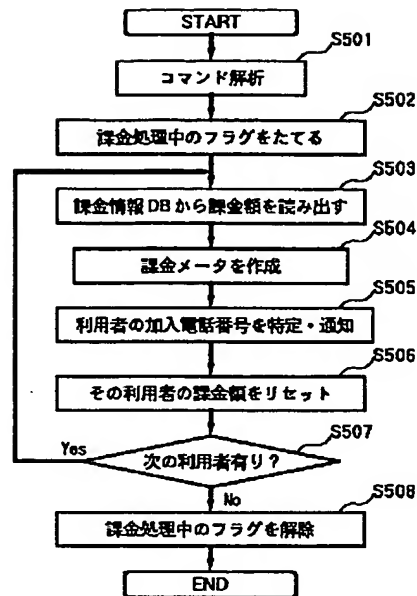 START
S501
コマンド解析
S502
課金処理中のフラグをたてる
S503
課金情報DBから課金額を読み出す
S504
課金メータを作成
S505
利用者の加入電話番号を特定・通知
S506
その利用者の課金額をリセット
S507
次の利用者有り?
Yes
No
S508
課金処理中のフラグを解除
END